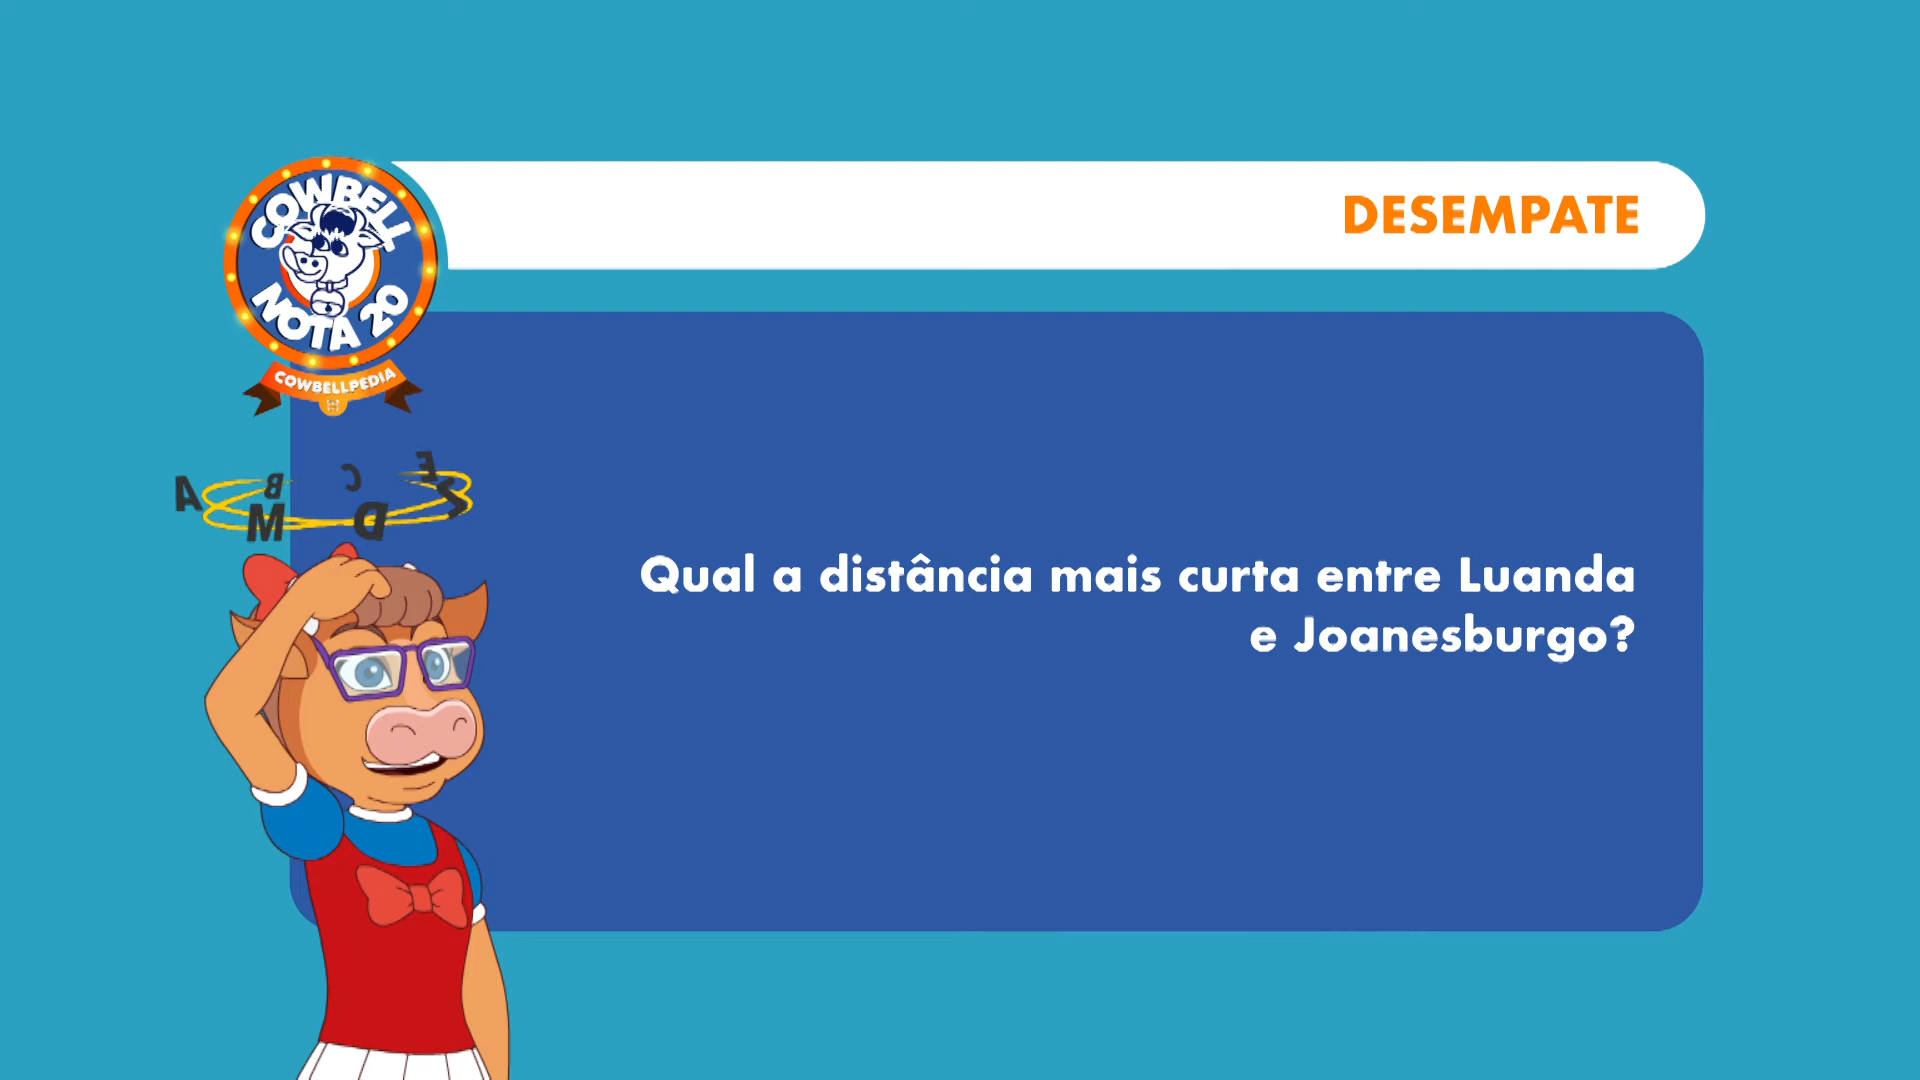 COWBELL
NOTA 20
COWBELLPEDIA
DESEMPATE
A B C E
M D
Qual a distância mais curta entre Luanda
e Joanesburgo?